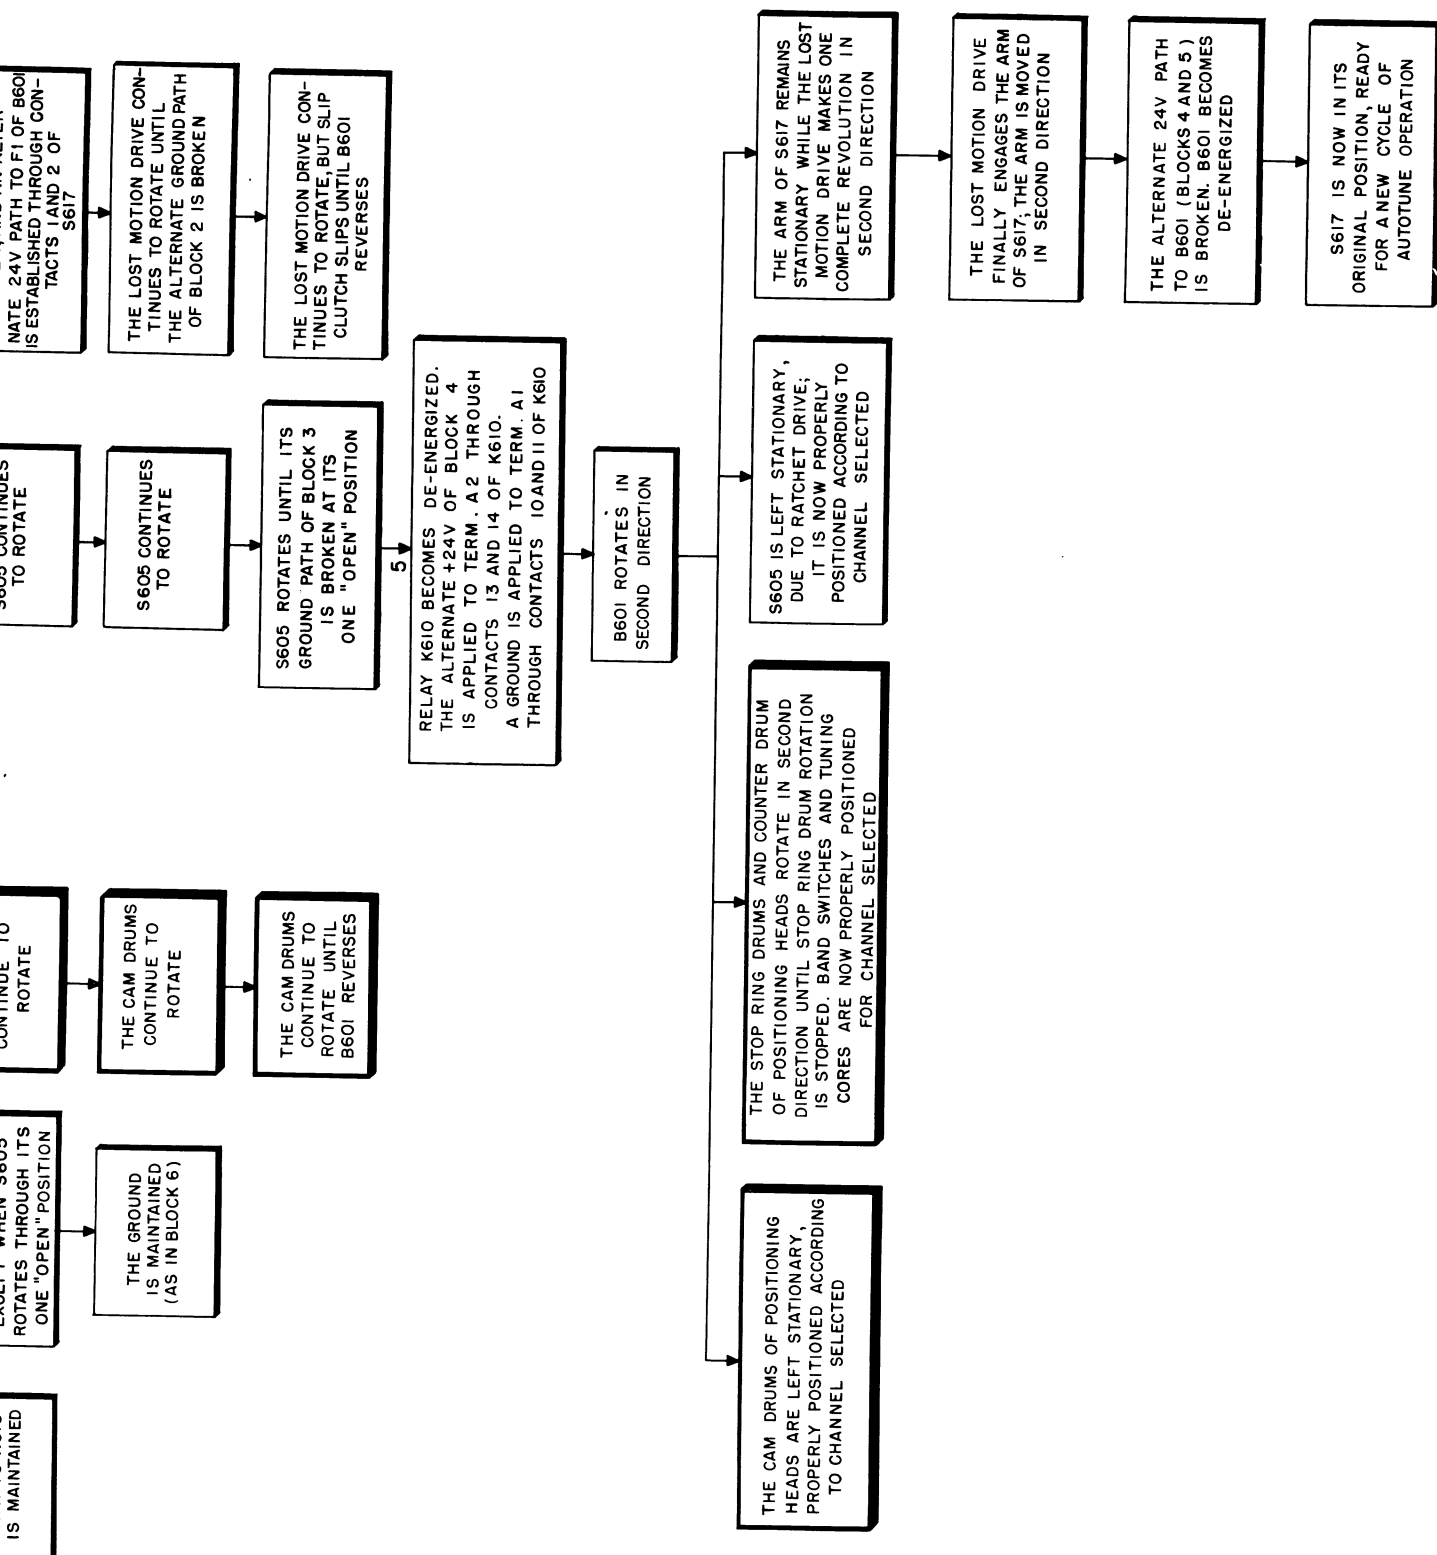 NATE 24V PATH TO F1 OF B601
IS ESTABLISHED THROUGH CON-
TACTS 1 AND 2 OF
S617
THE LOST MOTION DRIVE CON-
TINUES TO ROTATE UNTIL
THE ALTERNATE GROUND PATH
OF BLOCK 2 IS BROKEN
THE LOST MOTION DRIVE CON-
TINUES TO ROTATE, BUT SLIP
CLUTCH SLIPS UNTIL B601
REVERSES
S605 CONTINUES
TO ROTATE
S605 CONTINUES
TO ROTATE
S605 ROTATES UNTIL ITS
GROUND PATH OF BLOCK 3
IS BROKEN AT ITS
ONE "OPEN" POSITION
CONTINUE TO
ROTATE
THE CAM DRUMS
CONTINUE TO
ROTATE
THE CAM DRUMS
CONTINUE TO
ROTATE UNTIL
B601 REVERSES
EXCEPT WHEN S605
ROTATES THROUGH ITS
ONE "OPEN" POSITION
THE GROUND
IS MAINTAINED
(AS IN BLOCK 6)
IS MAINTAINED
5
RELAY K610 BECOMES DE-ENERGIZED.
THE ALTERNATE +24V OF BLOCK 4
IS APPLIED TO TERM. A2 THROUGH
CONTACTS 13 AND 14 OF K610.
A GROUND IS APPLIED TO TERM. A1
THROUGH CONTACTS 10 AND 11 OF K610
B601 ROTATES IN
SECOND DIRECTION
THE CAM DRUMS OF POSITIONING
HEADS ARE LEFT STATIONARY,
PROPERLY POSITIONED ACCORDING
TO CHANNEL SELECTED
THE STOP RING DRUMS AND COUNTER DRUM
OF POSITIONING HEADS ROTATE IN SECOND
DIRECTION UNTIL STOP RING DRUM ROTATION
IS STOPPED. BAND SWITCHES AND TUNING
CORES ARE NOW PROPERLY POSITIONED
FOR CHANNEL SELECTED
S605 IS LEFT STATIONARY,
DUE TO RATCHET DRIVE;
IT IS NOW PROPERLY
POSITIONED ACCORDING TO
CHANNEL SELECTED
THE ARM OF S617 REMAINS
STATIONARY WHILE THE LOST
MOTION DRIVE MAKES ONE
COMPLETE REVOLUTION IN
SECOND DIRECTION
THE LOST MOTION DRIVE
FINALLY ENGAGES THE ARM
OF S617; THE ARM IS MOVED
IN SECOND DIRECTION
THE ALTERNATE 24V PATH
TO B601 (BLOCKS 4 AND 5)
IS BROKEN. B601 BECOMES
DE-ENERGIZED
S617 IS NOW IN ITS
ORIGINAL POSITION, READY
FOR A NEW CYCLE OF
AUTOTUNE OPERATION